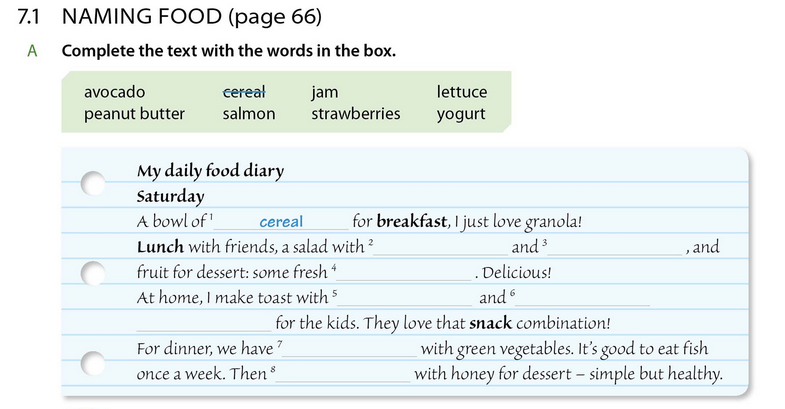 7.1 NAMING FOOD (page 66)
A Complete the text with the words in the box.
avocado cereal jam lettuce
peanut butter salmon strawberries yogurt
My daily food diary
Saturday
A bowl of 1 cereal for breakfast, I just love granola!
Lunch with friends, a salad with 2 and 3 , and
fruit for dessert: some fresh 4 . Delicious!
At home, I make toast with 5 and 6
for the kids. They love that snack combination!
For dinner, we have 7 with green vegetables. It's good to eat fish
once a week. Then 8 with honey for dessert – simple but healthy.